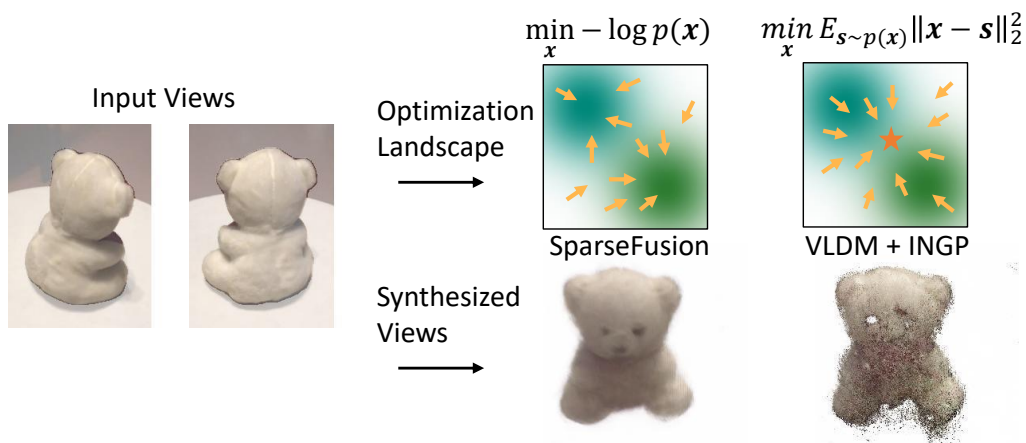 min − log p(x)
x
min E_{s~p(x)} ‖x − s‖₂²
x
Input Views
Optimization
Landscape
SparseFusion
VLDM + INGP
Synthesized
Views